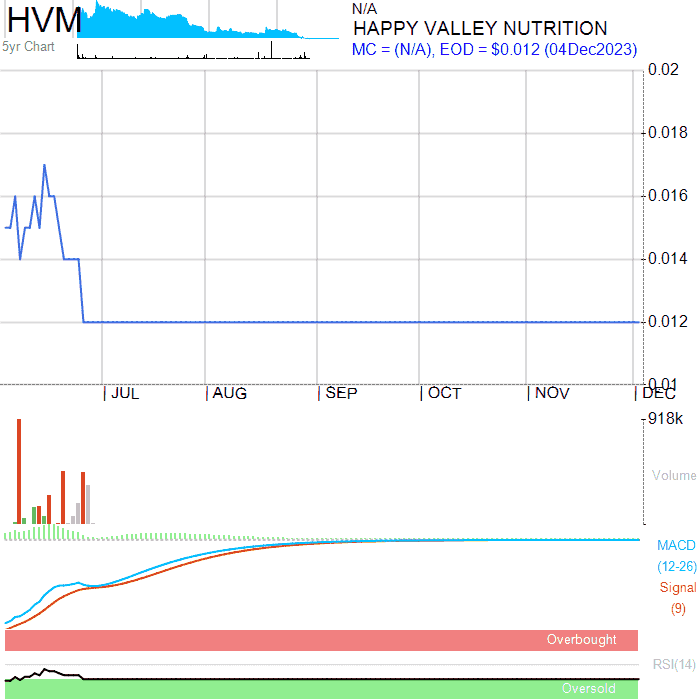 HVM
5yr Chart
N/A
HAPPY VALLEY NUTRITION
MC = (N/A), EOD = $0.012 (04Dec2023)
0.02
0.018
0.016
0.014
0.012
0.01
JUL AUG SEP OCT NOV DEC
918k
Volume
MACD
(12-26)
Signal
(9)
Overbought
RSI(14)
Oversold